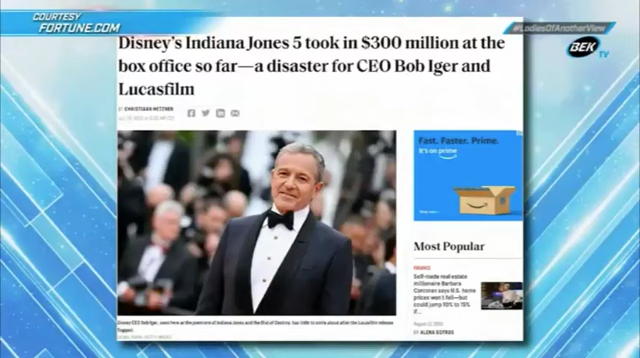 COURTESY
FORTUNE.COM
#LadiesOfAnotherView
BEK TV
Disney's Indiana Jones 5 took in $300 million at the
box office so far—a disaster for CEO Bob Iger and
Lucasfilm
BY CHRISTIAAN HETZNER
Fast. Faster. Prime.
It's on prime
Most Popular
FINANCE
Self-made real estate
millionaire Barbara
Corcoran says U.S. home
prices won't fall—but
could jump 10% to 15%
if...
BY ALENA BOTROS